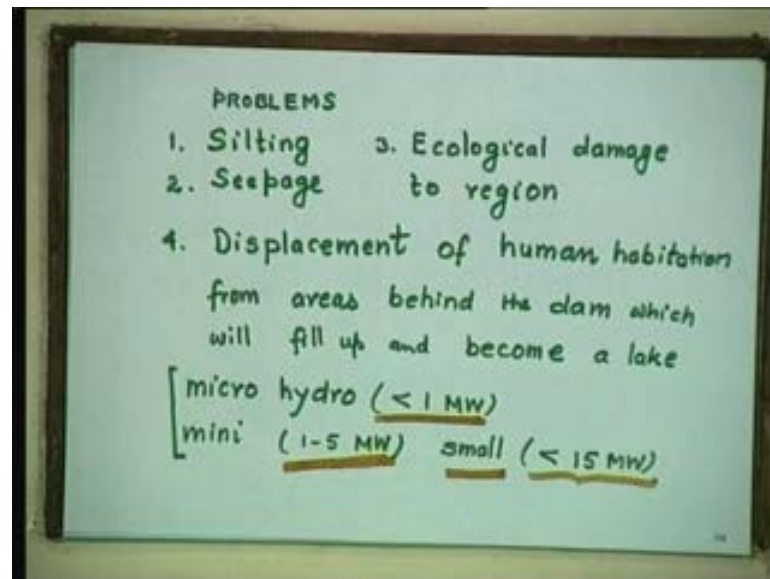 PROBLEMS
1. Silting 3. Ecological damage
2. Seepage to region
4. Displacement of human habitation
from areas behind the dam which
will fill up and become a lake
micro hydro (< 1 MW)
mini (1-5 MW) small (< 15 MW)